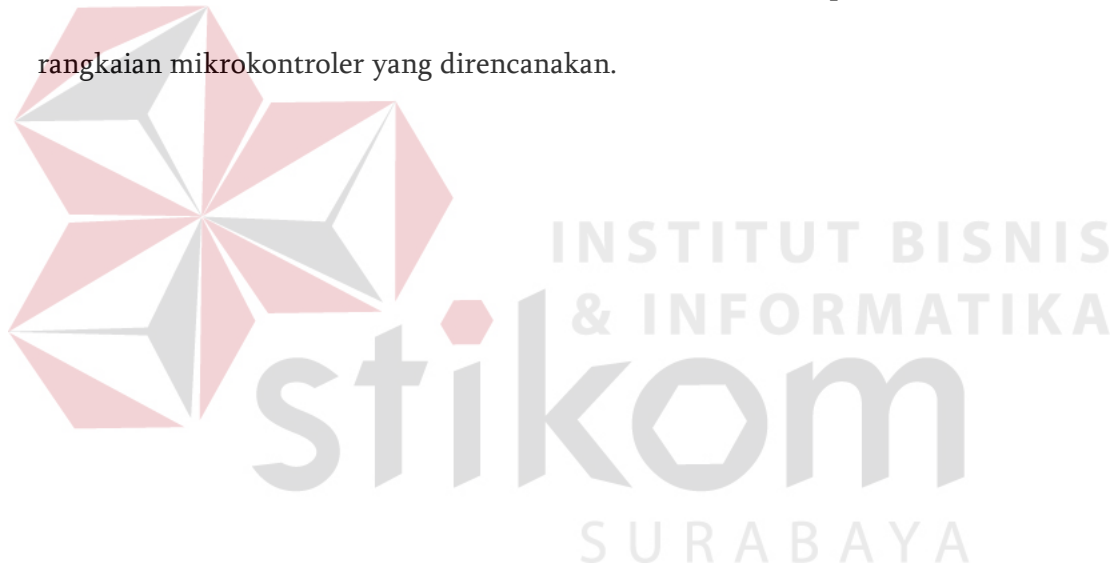 rangkaian mikrokontroler yang direncanakan.
INSTITUT BISNIS
& INFORMATIKA
stikom
SURABAYA